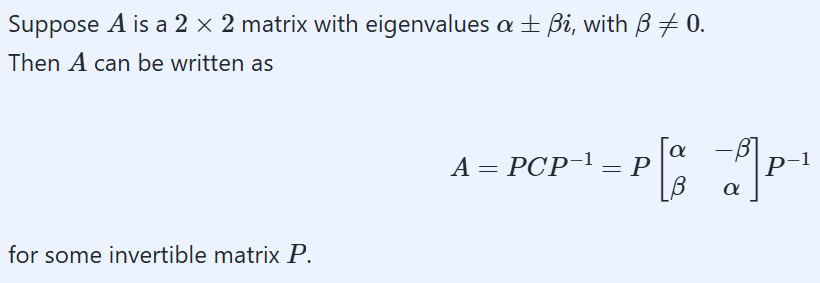 Suppose A is a 2 × 2 matrix with eigenvalues α ± βi, with β ≠ 0.
Then A can be written as
A = PCP⁻¹ = P [α −β; β α] P⁻¹
for some invertible matrix P.